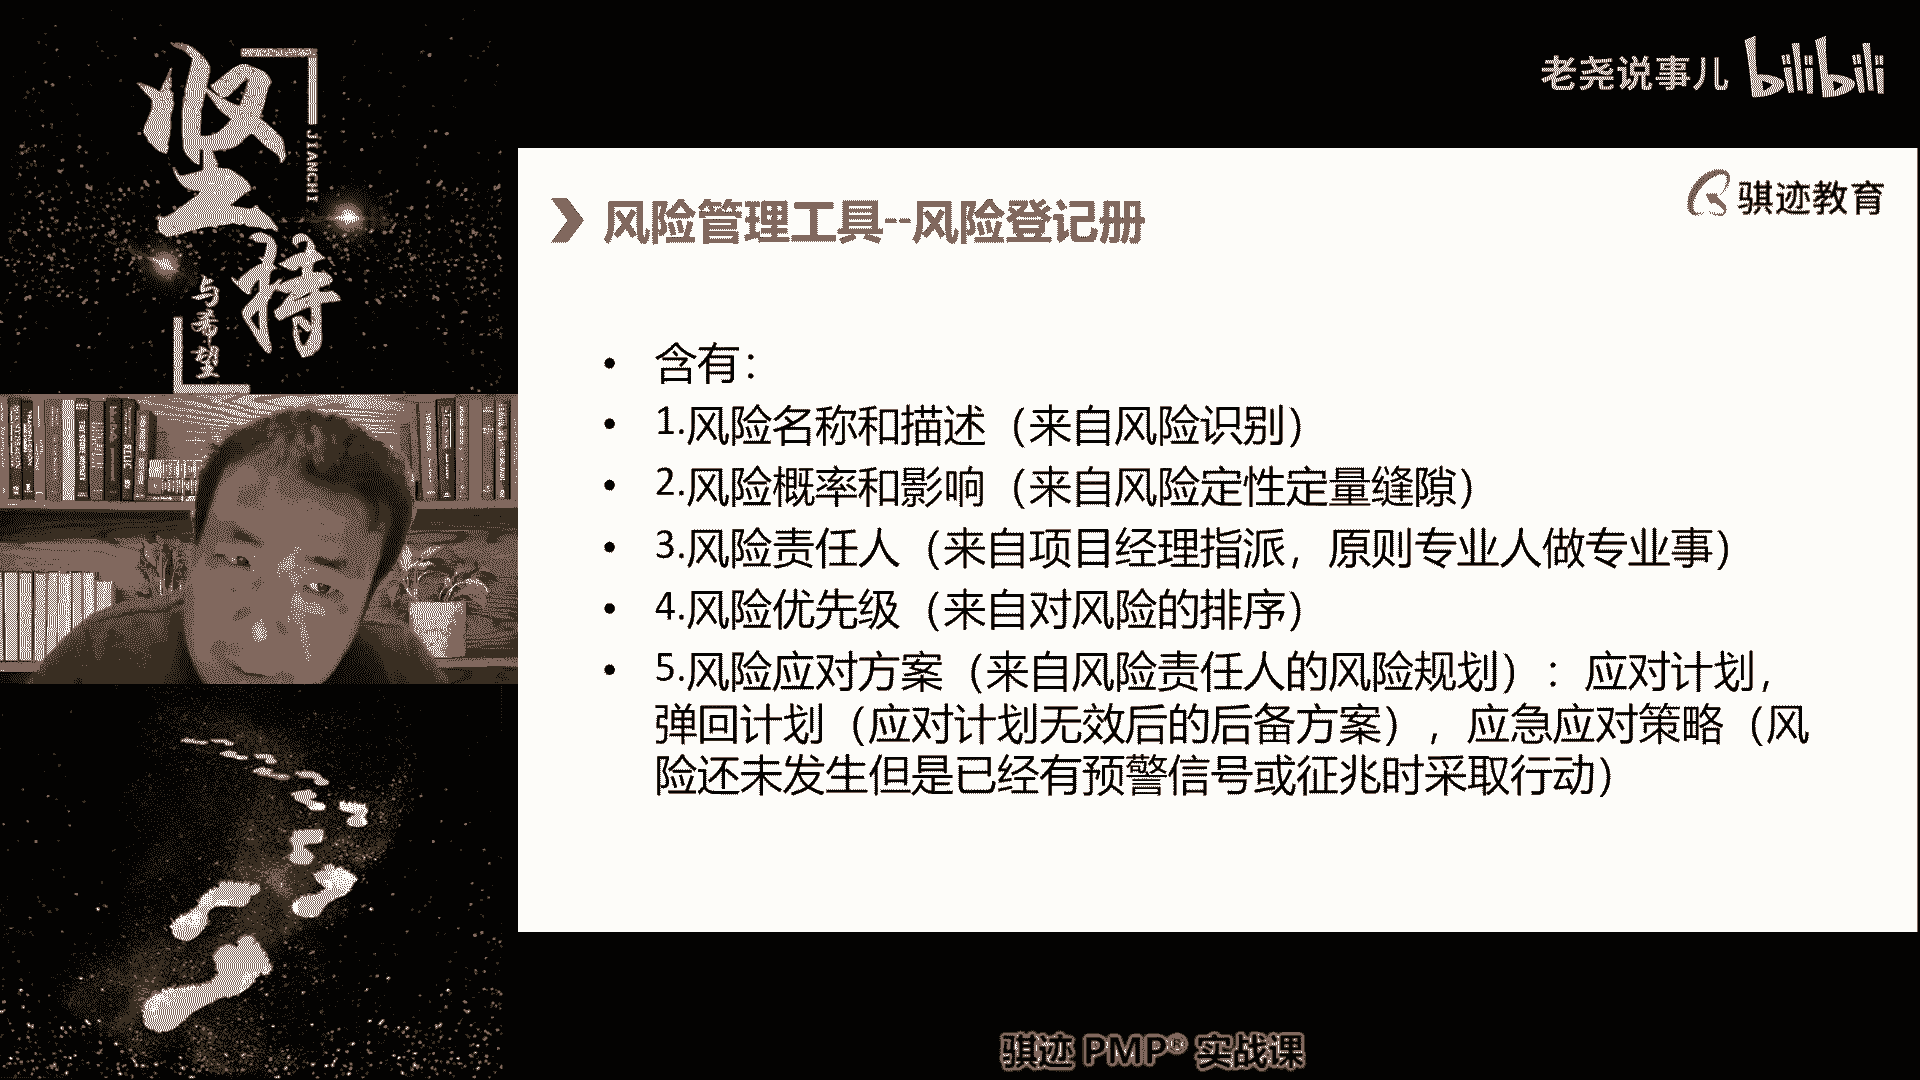 坚持
JIANCHI
与希望
老尧说事儿 bilibili
骐迹教育
风险管理工具--风险登记册
• 含有：
• 1.风险名称和描述（来自风险识别）
• 2.风险概率和影响（来自风险定性定量缝隙）
• 3.风险责任人（来自项目经理指派，原则专业人做专业事）
• 4.风险优先级（来自对风险的排序）
• 5.风险应对方案（来自风险责任人的风险规划）：应对计划，
弹回计划（应对计划无效后的后备方案），应急应对策略（风
险还未发生但是已经有预警信号或征兆时采取行动）
骐迹 PMP® 实战课